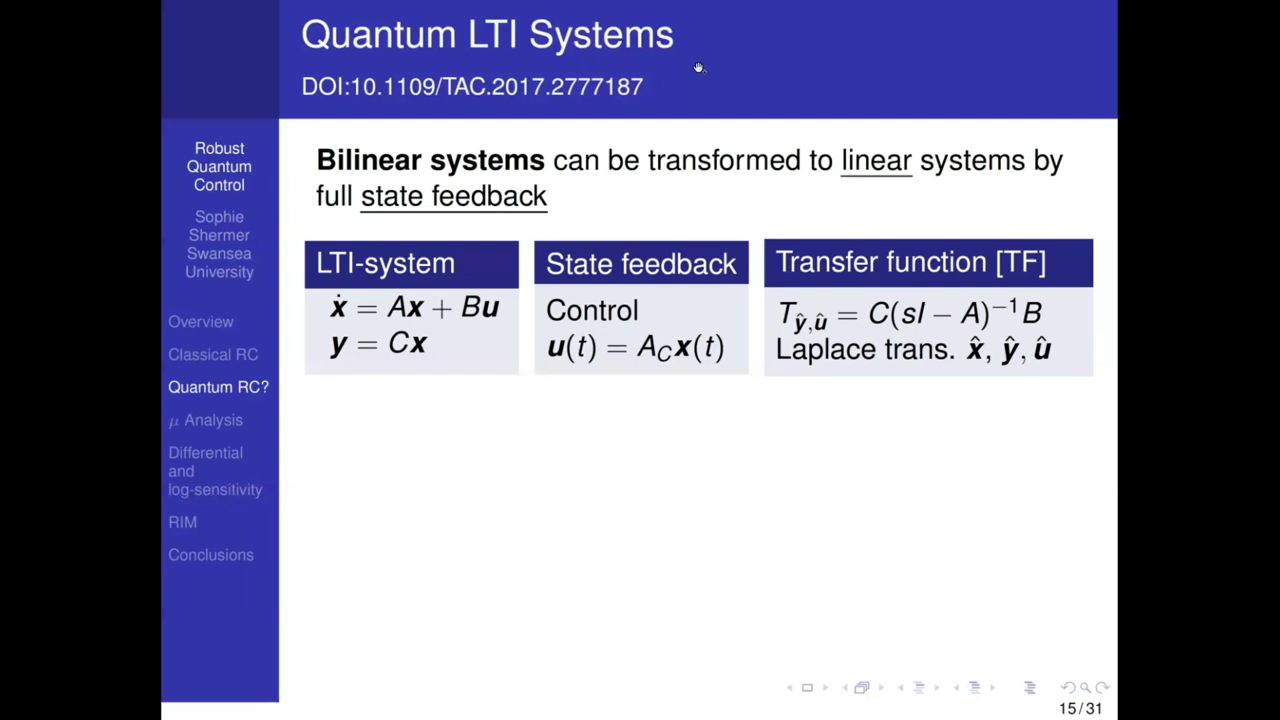 Quantum LTI Systems
DOI:10.1109/TAC.2017.2777187
Robust
Quantum
Control
Sophie
Shermer
Swansea
University
Overview
Classical RC
Quantum RC?
μ Analysis
Differential
and
log-sensitivity
RIM
Conclusions
Bilinear systems can be transformed to linear systems by
full state feedback
LTI-system
ẋ = Ax + Bu
y = Cx
State feedback
Control
u(t) = A_C x(t)
Transfer function [TF]
T_{ŷ,û} = C(sI − A)⁻¹B
Laplace trans. x̂, ŷ, û
15/31